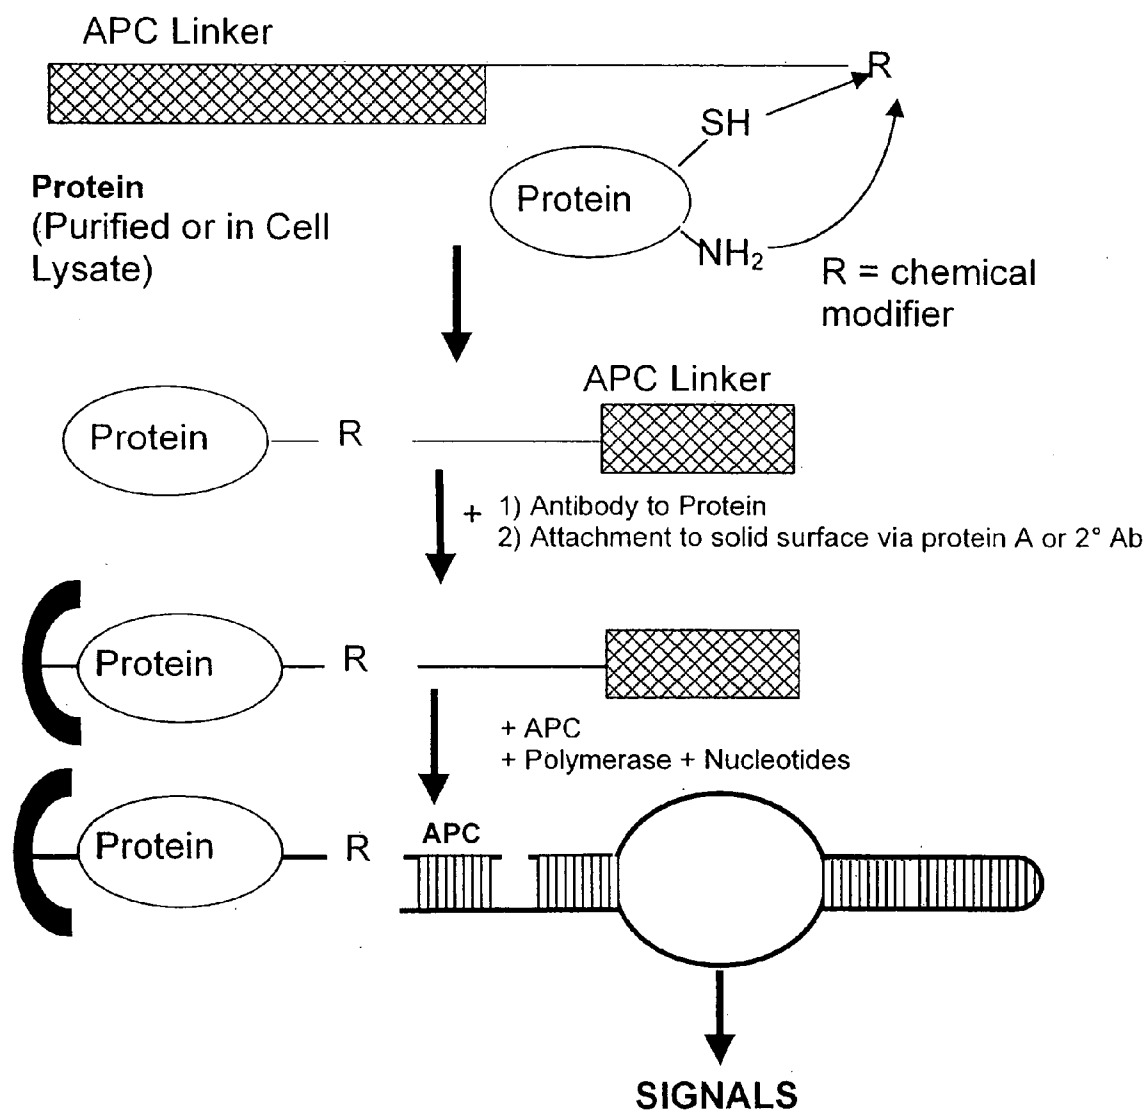 APC Linker
R
SH
Protein
Protein
(Purified or in Cell
Lysate)
NH₂
R = chemical
modifier
APC Linker
Protein
R
+ 1) Antibody to Protein
2) Attachment to solid surface via protein A or 2° Ab
Protein
R
+ APC
+ Polymerase + Nucleotides
APC
Protein
R
SIGNALS